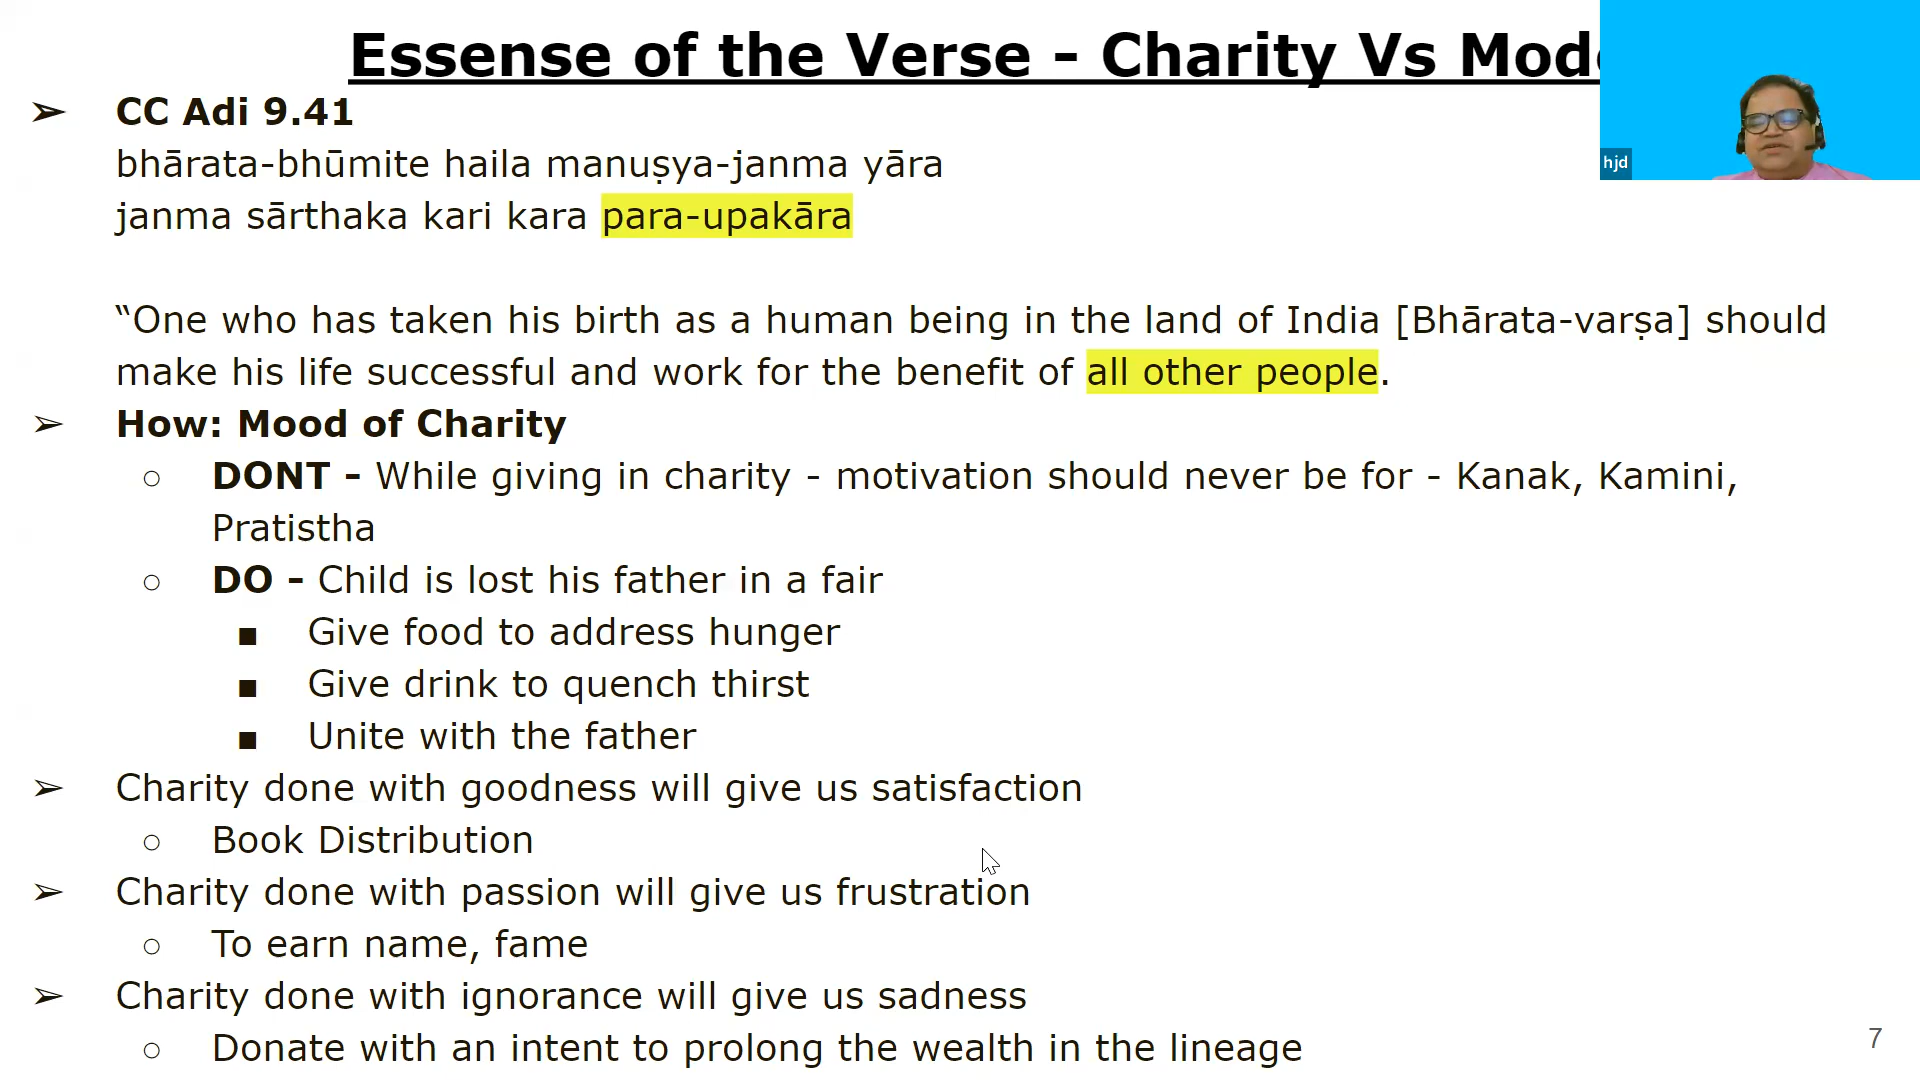 Essense of the Verse - Charity Vs Mod
➢ CC Adi 9.41
bhārata-bhūmite haila manuṣya-janma yāra
janma sārthaka kari kara para-upakāra
“One who has taken his birth as a human being in the land of India [Bhārata-varṣa] should
make his life successful and work for the benefit of all other people.
➢ How: Mood of Charity
○ DONT - While giving in charity - motivation should never be for - Kanak, Kamini,
Pratistha
○ DO - Child is lost his father in a fair
■ Give food to address hunger
■ Give drink to quench thirst
■ Unite with the father
➢ Charity done with goodness will give us satisfaction
○ Book Distribution
➢ Charity done with passion will give us frustration
○ To earn name, fame
➢ Charity done with ignorance will give us sadness
○ Donate with an intent to prolong the wealth in the lineage
hjd
7